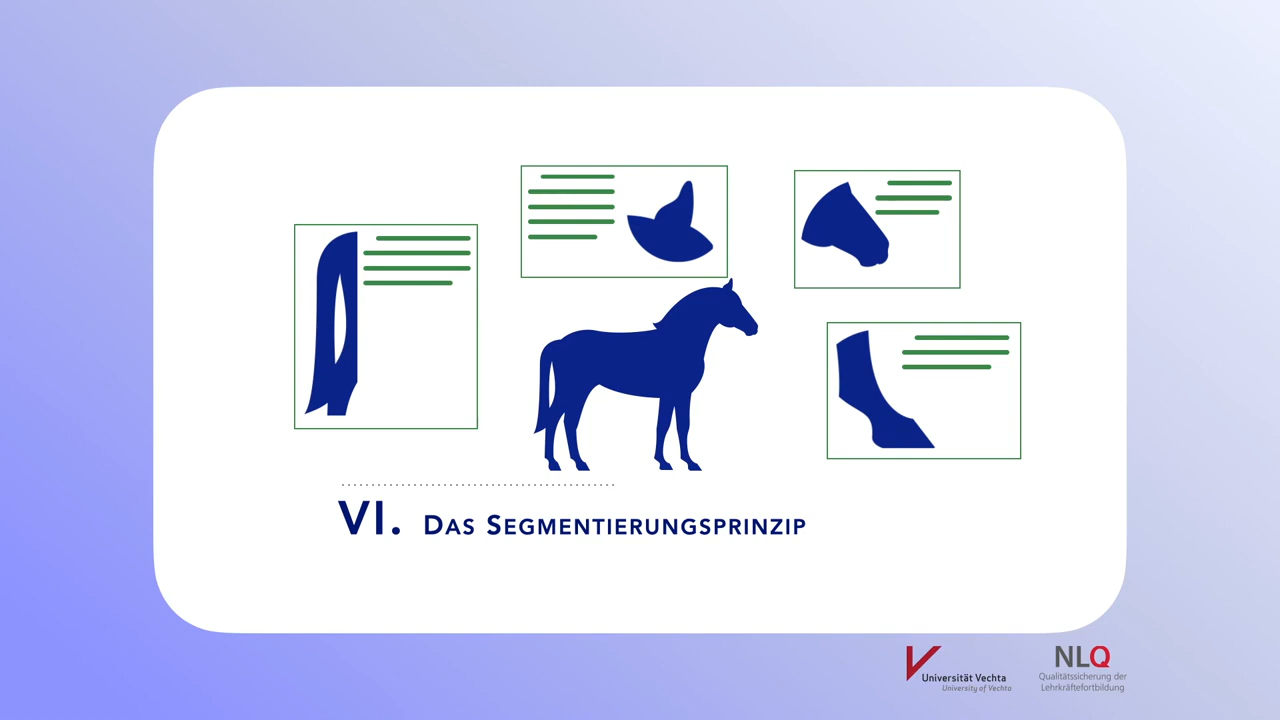 VI. Das Segmentierungsprinzip
Universität Vechta
University of Vechta
NLQ
Qualitätssicherung der
Lehrkräftefortbildung